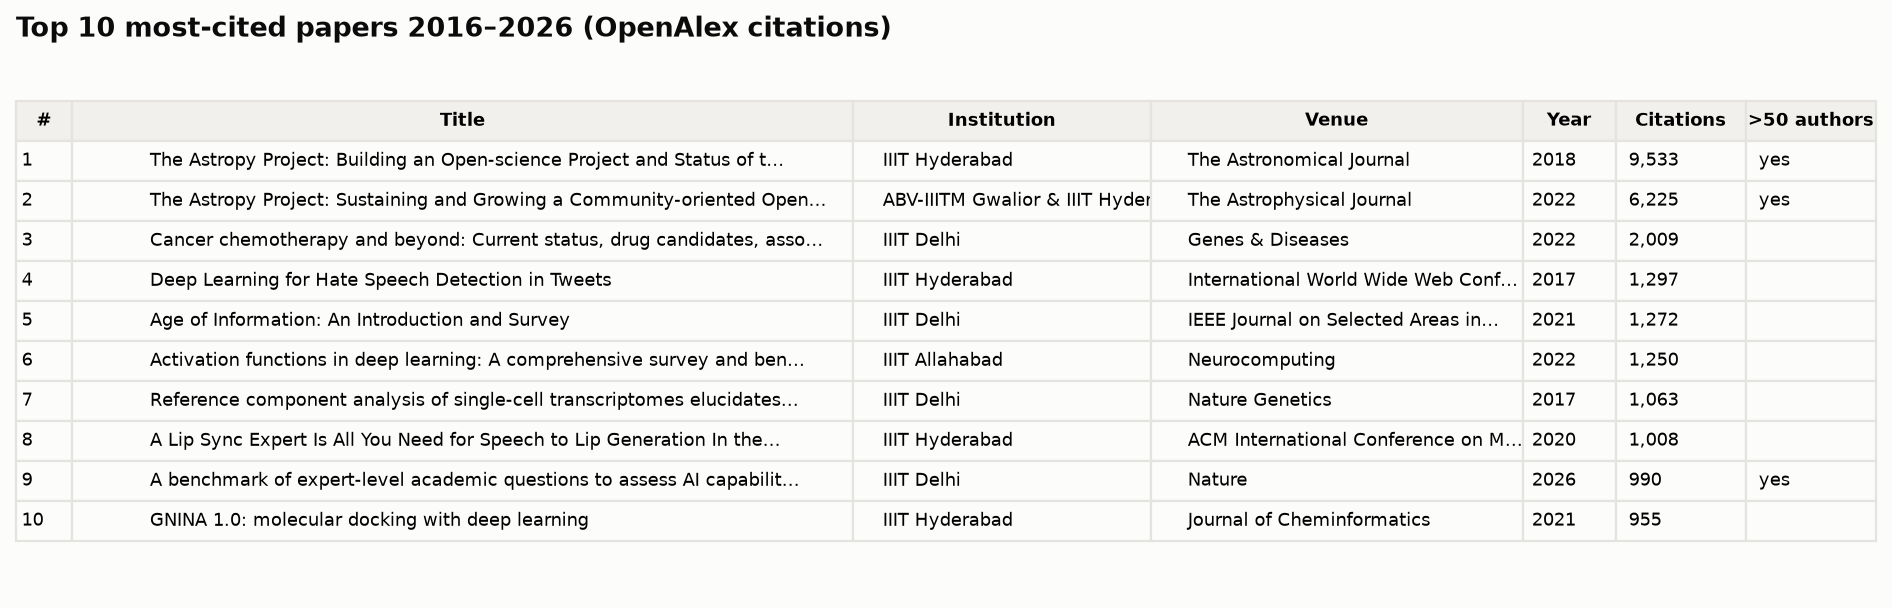 Top 10 most-cited papers 2016–2026 (OpenAlex citations)
# Title Institution Venue Year Citations >50 authors
1 The Astropy Project: Building an Open-science Project and Status of t… IIIT Hyderabad The Astronomical Journal 2018 9,533 yes
2 The Astropy Project: Sustaining and Growing a Community-oriented Open… ABV-IIITM Gwalior & IIIT Hyder The Astrophysical Journal 2022 6,225 yes
3 Cancer chemotherapy and beyond: Current status, drug candidates, asso… IIIT Delhi Genes & Diseases 2022 2,009
4 Deep Learning for Hate Speech Detection in Tweets IIIT Hyderabad International World Wide Web Conf… 2017 1,297
5 Age of Information: An Introduction and Survey IIIT Delhi IEEE Journal on Selected Areas in… 2021 1,272
6 Activation functions in deep learning: A comprehensive survey and ben… IIIT Allahabad Neurocomputing 2022 1,250
7 Reference component analysis of single-cell transcriptomes elucidates… IIIT Delhi Nature Genetics 2017 1,063
8 A Lip Sync Expert Is All You Need for Speech to Lip Generation In the… IIIT Hyderabad ACM International Conference on M… 2020 1,008
9 A benchmark of expert-level academic questions to assess AI capabilit… IIIT Delhi Nature 2026 990 yes
10 GNINA 1.0: molecular docking with deep learning IIIT Hyderabad Journal of Cheminformatics 2021 955